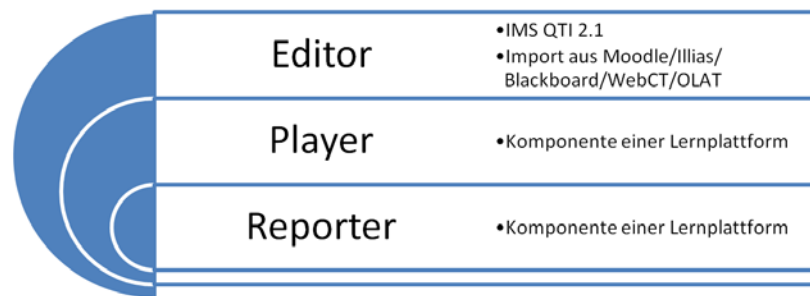 Editor
•IMS QTI 2.1
•Import aus Moodle/Illias/
Blackboard/WebCT/OLAT
Player
•Komponente einer Lernplattform
Reporter
•Komponente einer Lernplattform